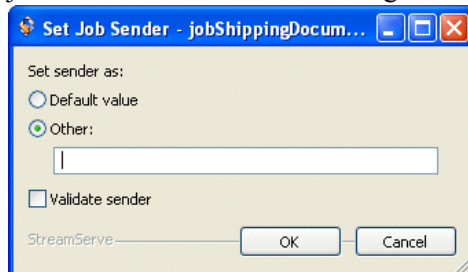 Set Job Sender - jobShippingDocum...
Set sender as:
Default value
Other:
Validate sender
StreamServe
OK
Cancel